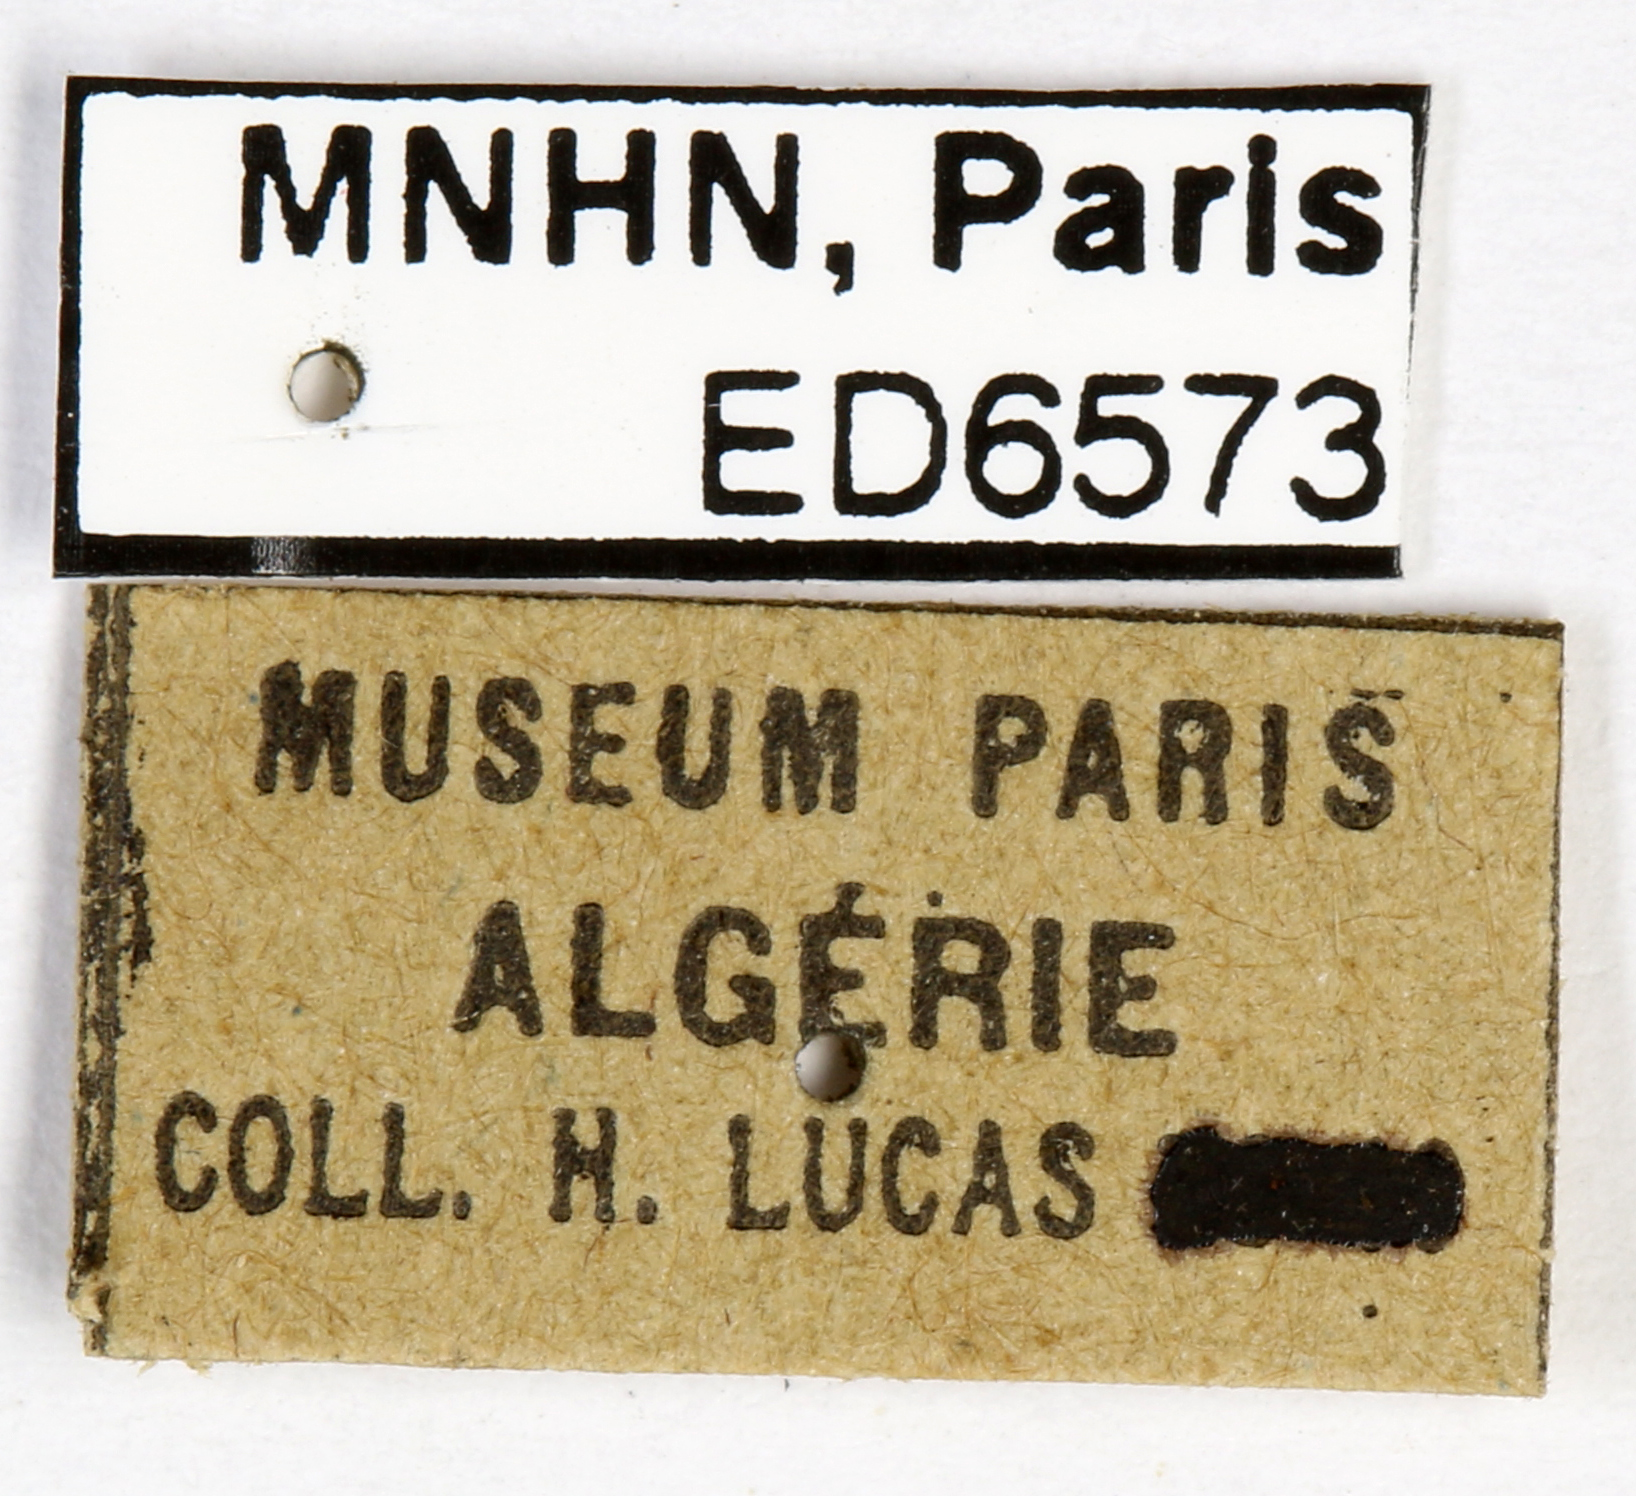 MNHN, Paris
ED6573
MUSEUM PARIS
ALGÉRIE
COLL. H. LUCAS